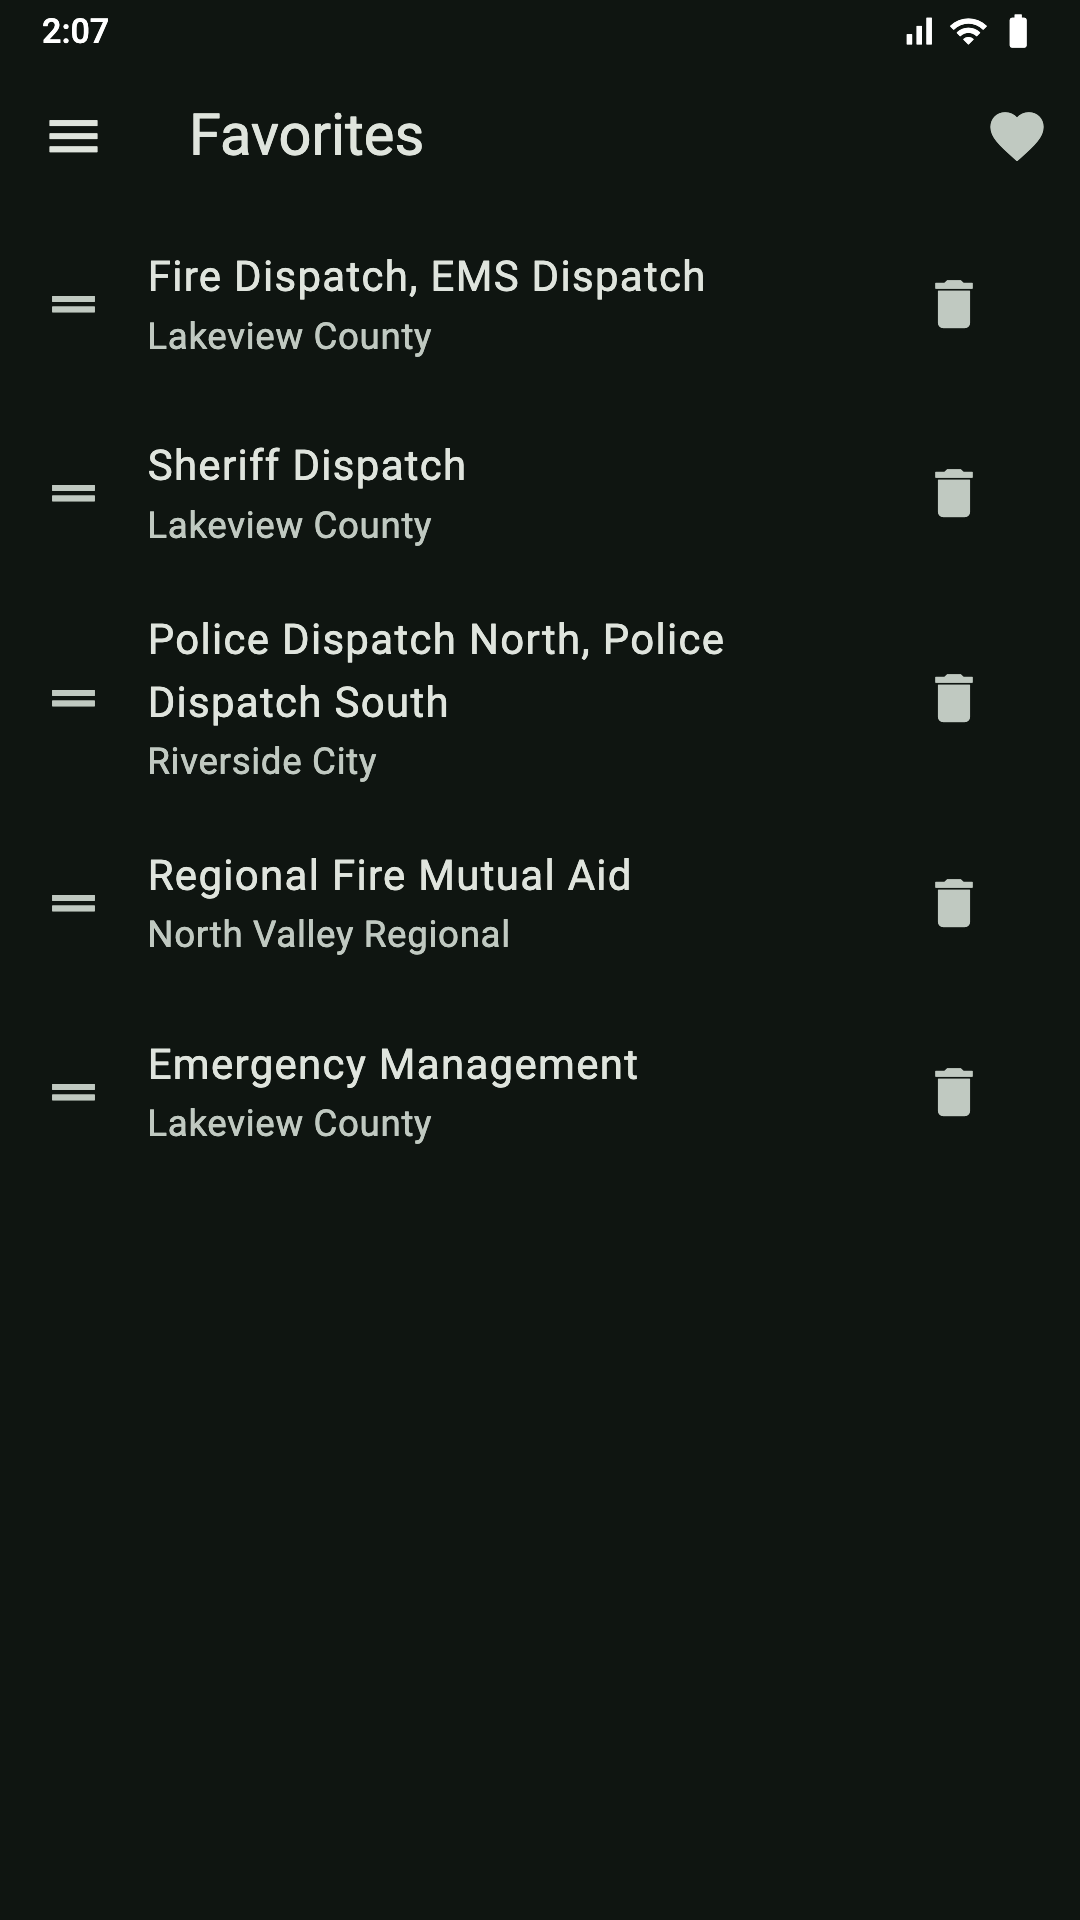 2:07
Favorites
Fire Dispatch, EMS Dispatch
Lakeview County
Sheriff Dispatch
Lakeview County
Police Dispatch North, Police
Dispatch South
Riverside City
Regional Fire Mutual Aid
North Valley Regional
Emergency Management
Lakeview County